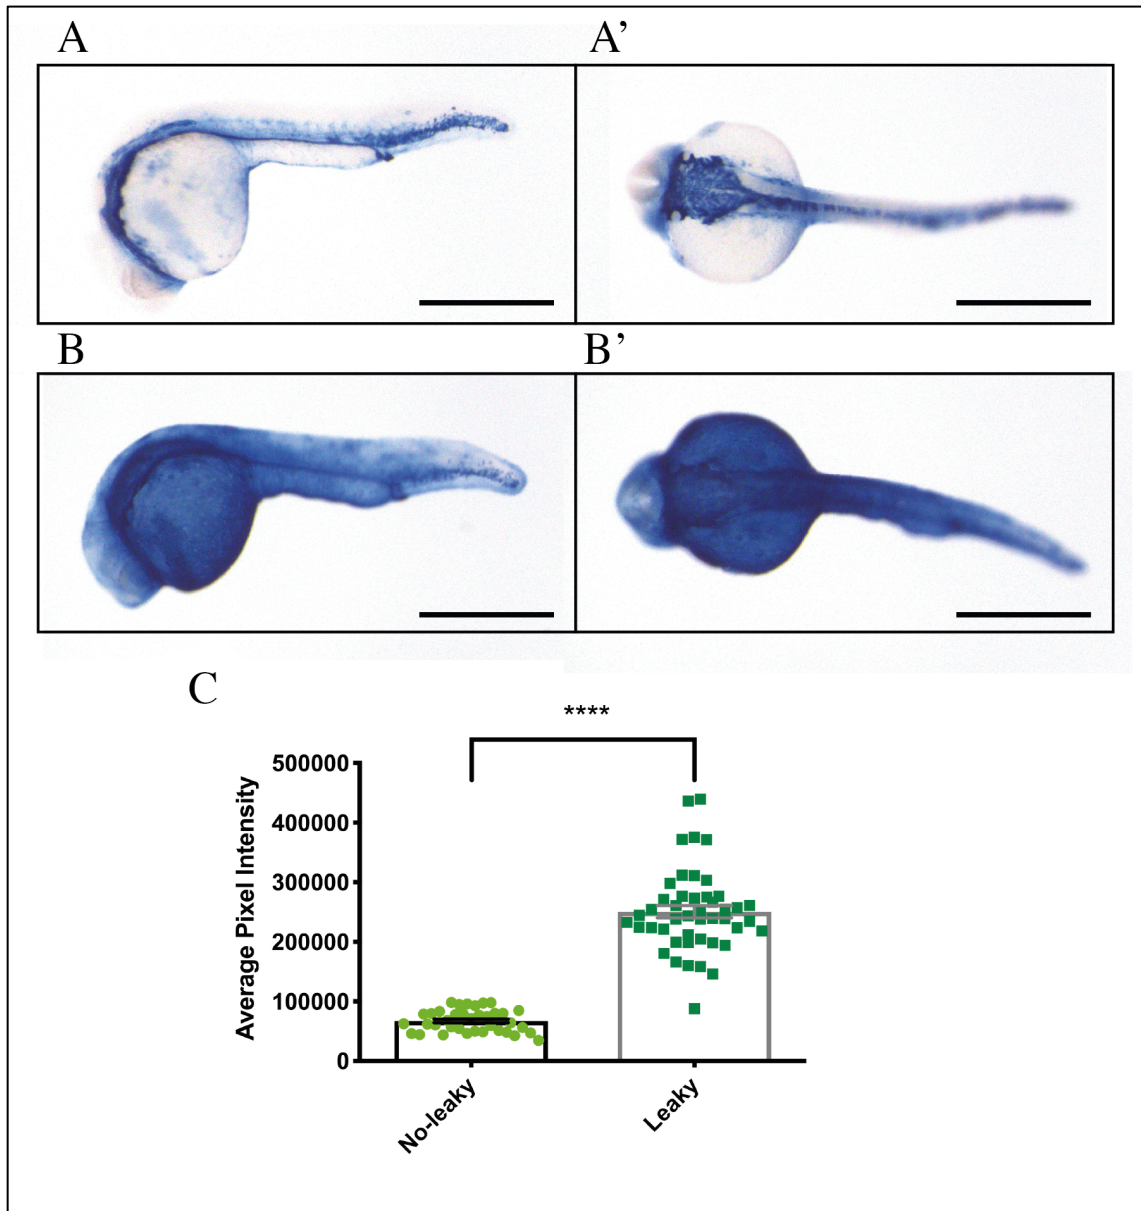 A
A’
B
B’
C
****
500000
400000
300000
200000
100000
0
Average Pixel Intensity
No-leaky
Leaky